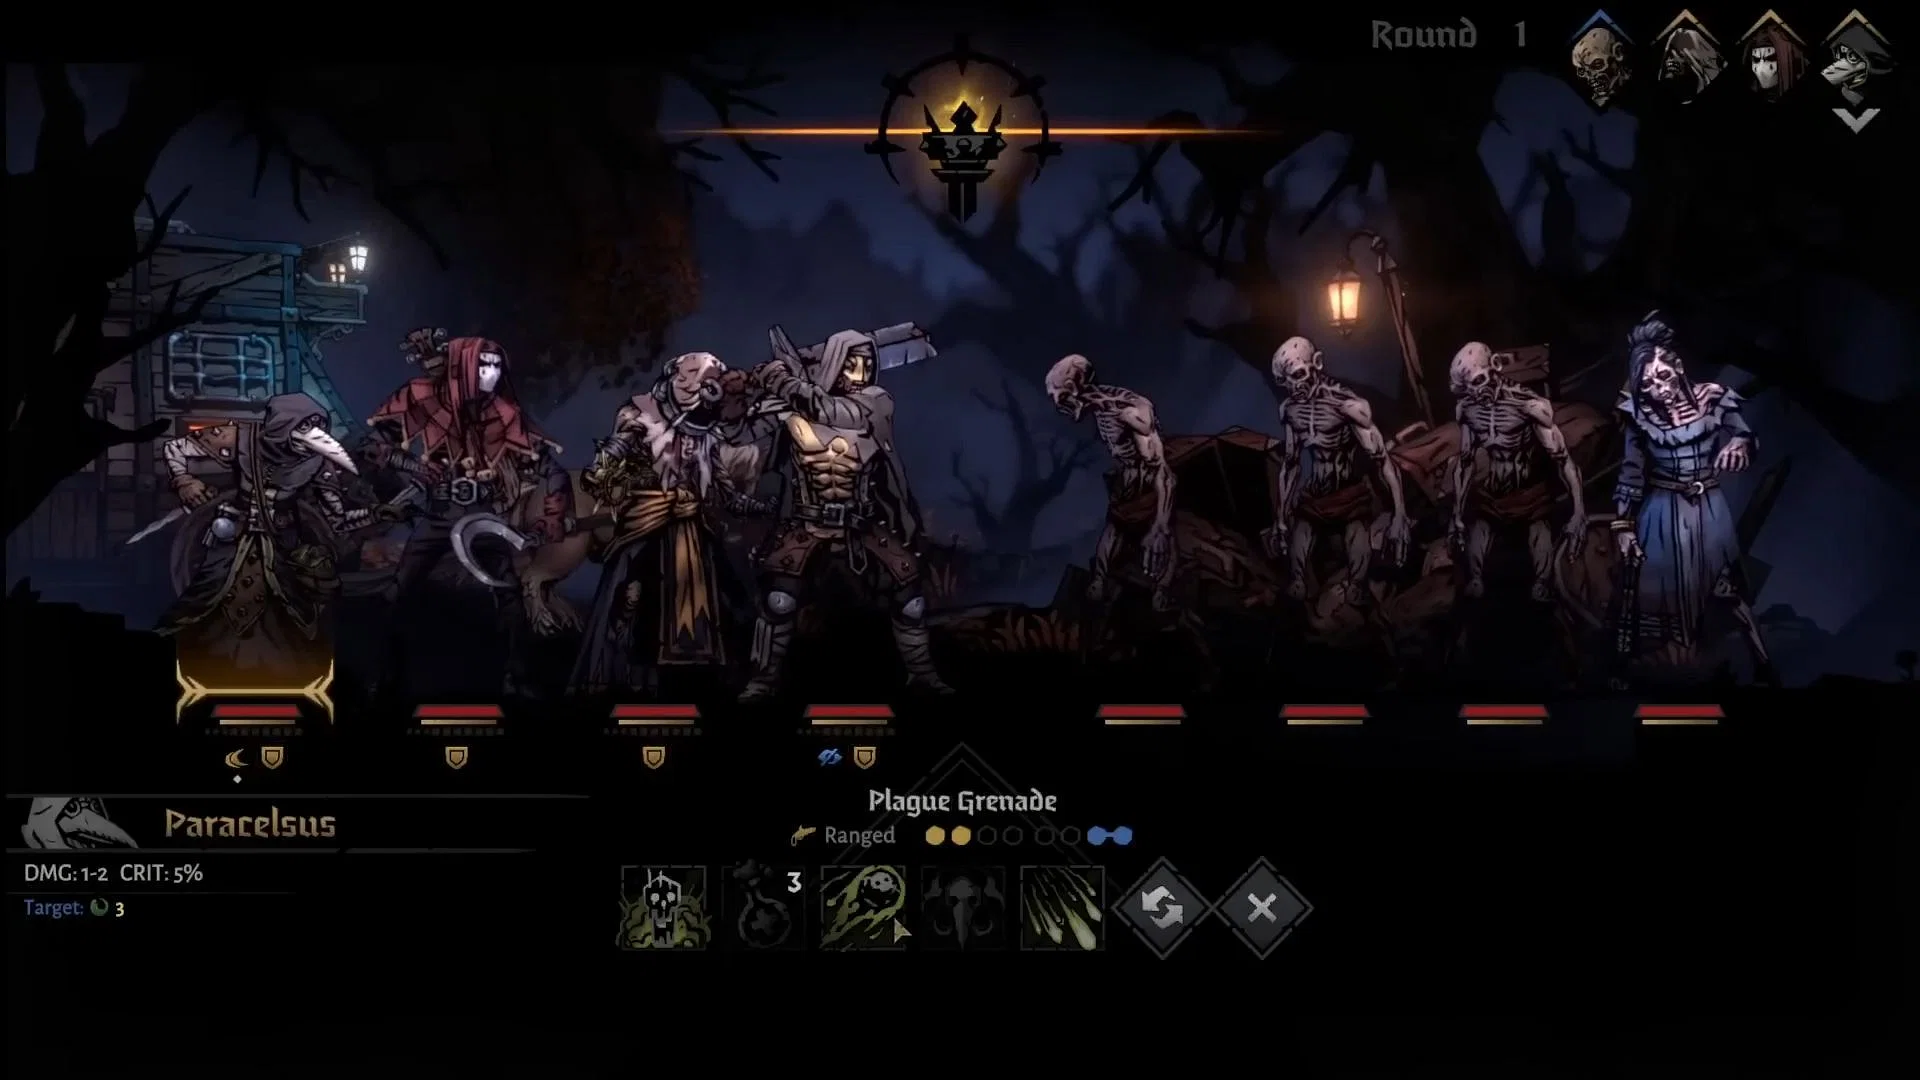 Round 1
Plague Grenade
Ranged
Paracelsus
3
DMG: 1-2 CRIT: 5%
Target: 3